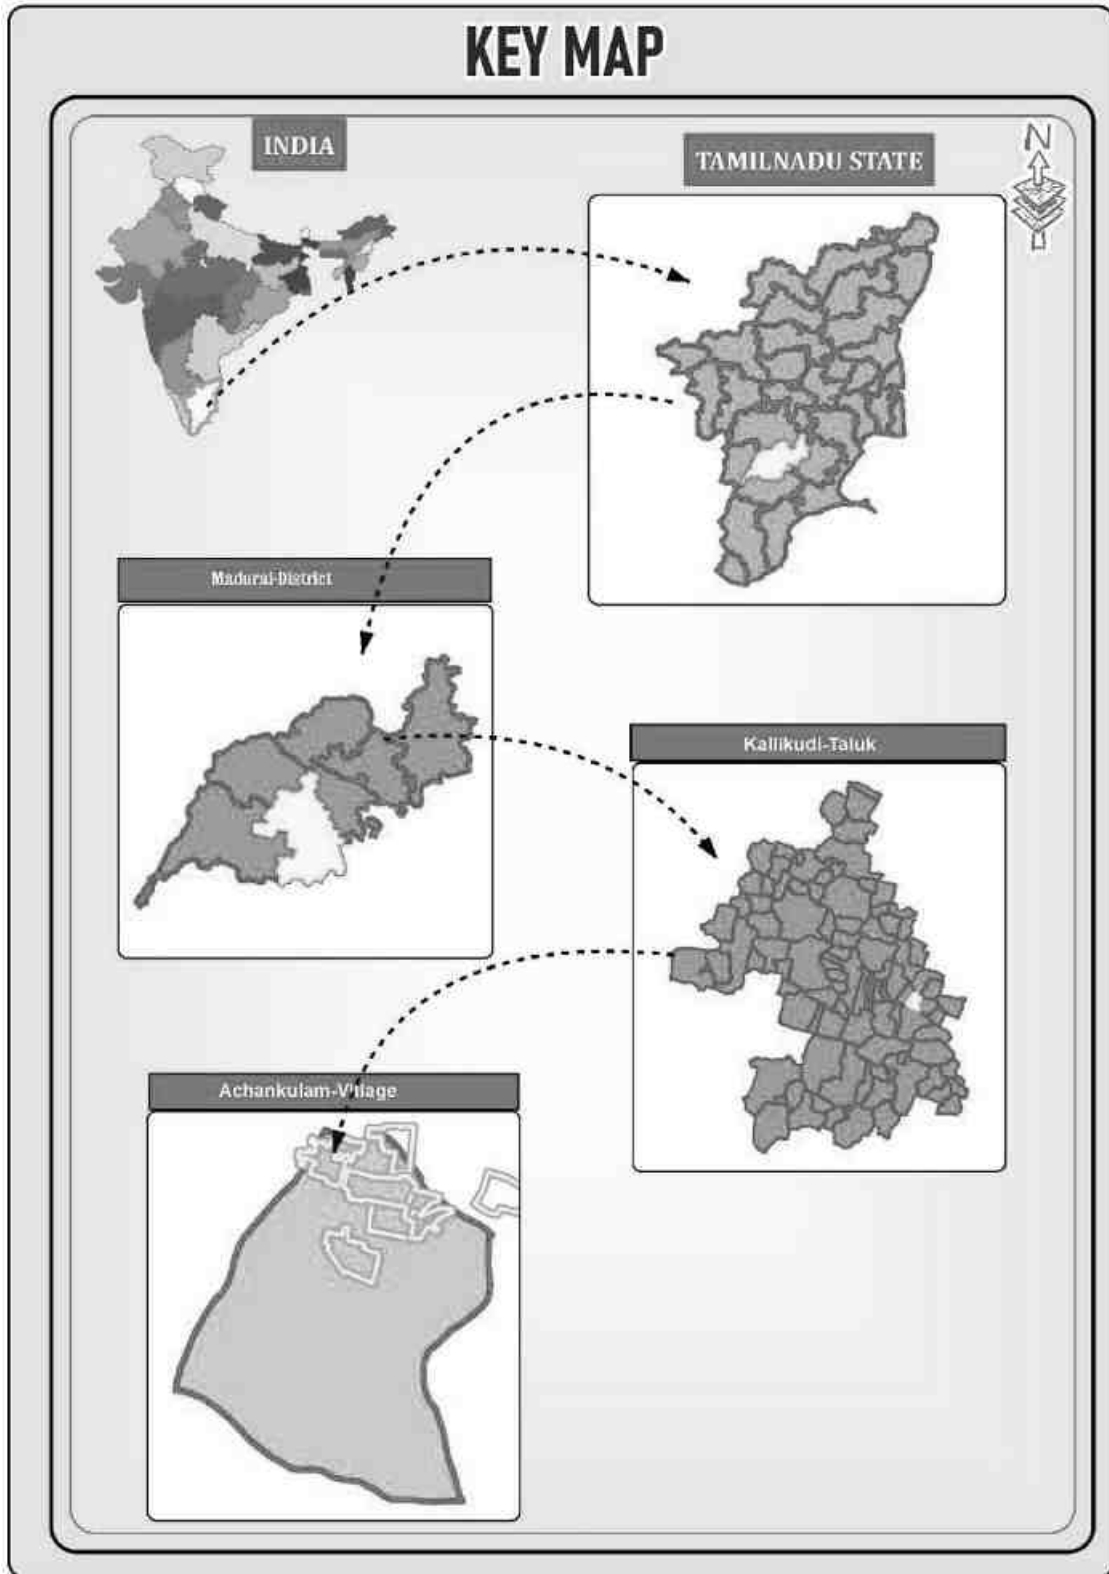 KEY MAP
INDIA
TAMILNADU STATE
N
Madurai-District
Kallikudi-Taluk
Achankulam-Village